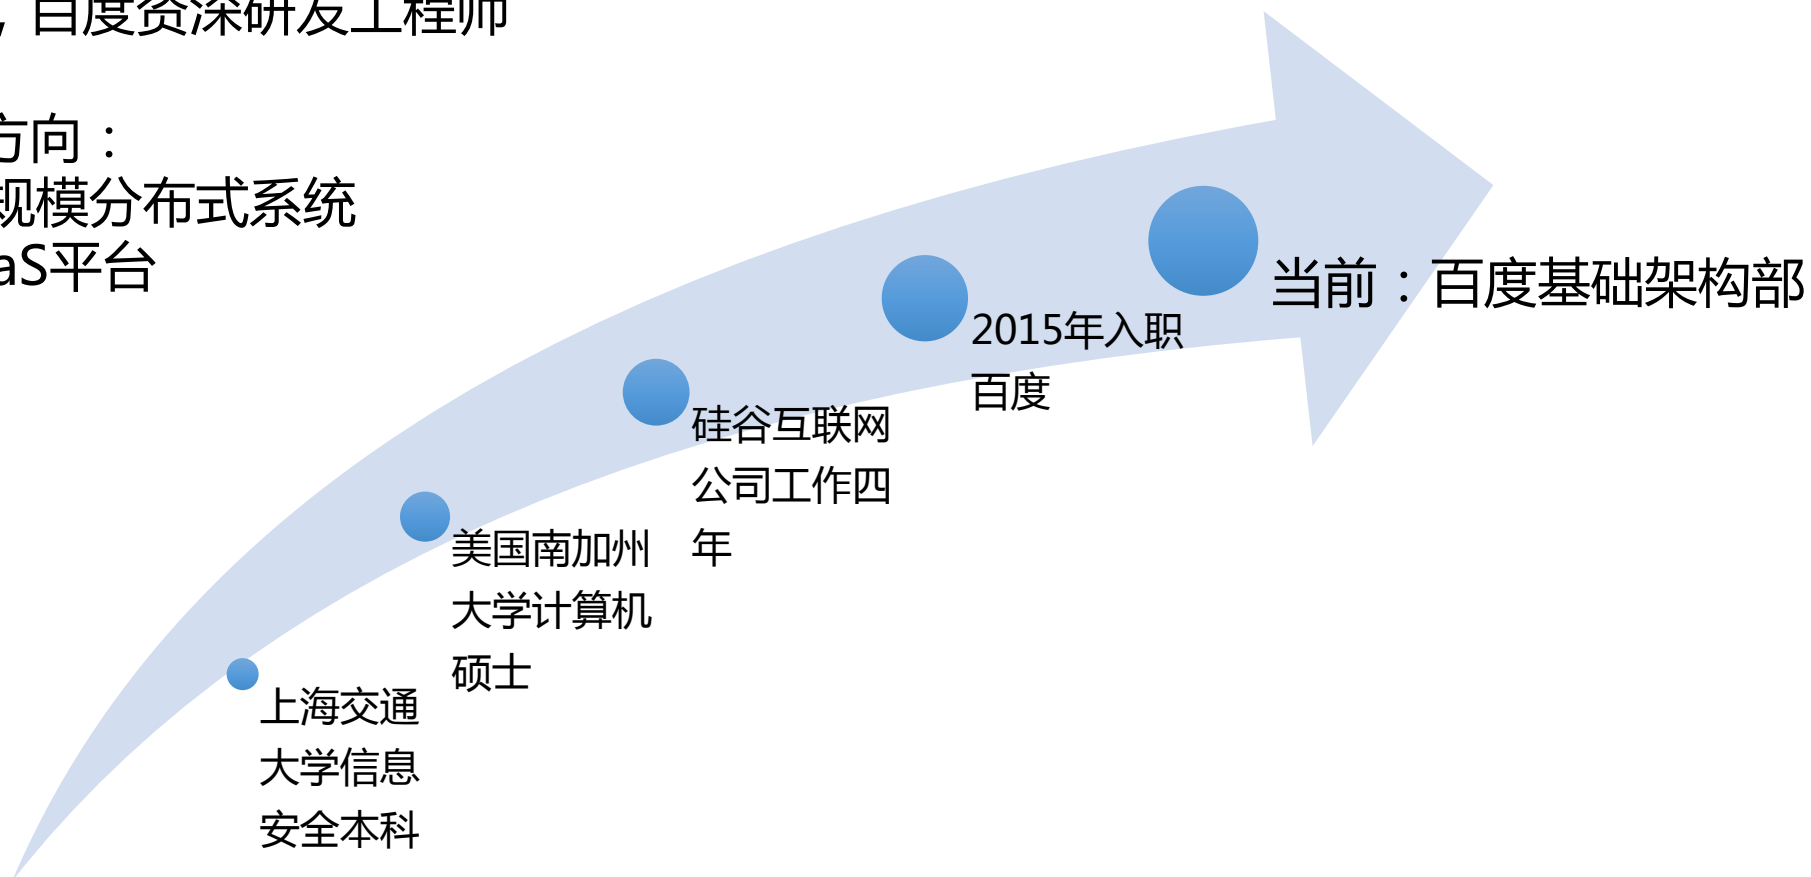 ，百度资深研发工程师
方向：
规模分布式系统
aaS平台
当前：百度基础架构部
2015年入职
百度
硅谷互联网
公司工作四
年
美国南加州
大学计算机
硕士
上海交通
大学信息
安全本科